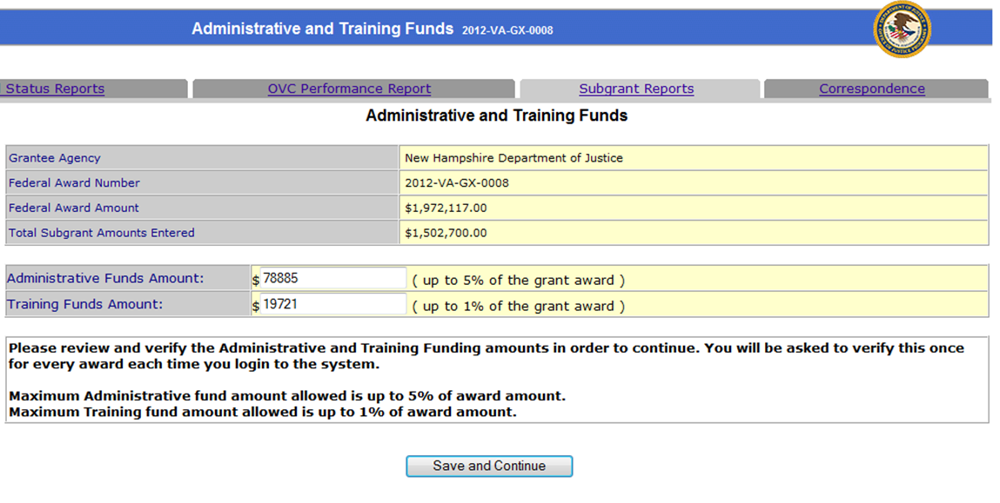 Administrative and Training Funds 2012-VA-GX-0008
Status Reports OVC Performance Report Subgrant Reports Correspondence
Administrative and Training Funds
Grantee Agency New Hampshire Department of Justice
Federal Award Number 2012-VA-GX-0008
Federal Award Amount $1,972,117.00
Total Subgrant Amounts Entered $1,502,700.00
Administrative Funds Amount: $ 78885 ( up to 5% of the grant award )
Training Funds Amount: $ 19721 ( up to 1% of the grant award )
Please review and verify the Administrative and Training Funding amounts in order to continue. You will be asked to verify this once
for every award each time you login to the system.
Maximum Administrative fund amount allowed is up to 5% of award amount.
Maximum Training fund amount allowed is up to 1% of award amount.
Save and Continue